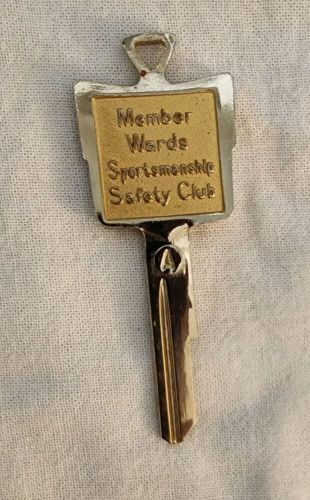 Member
Wards
Sportsmanship
Safety Club
A